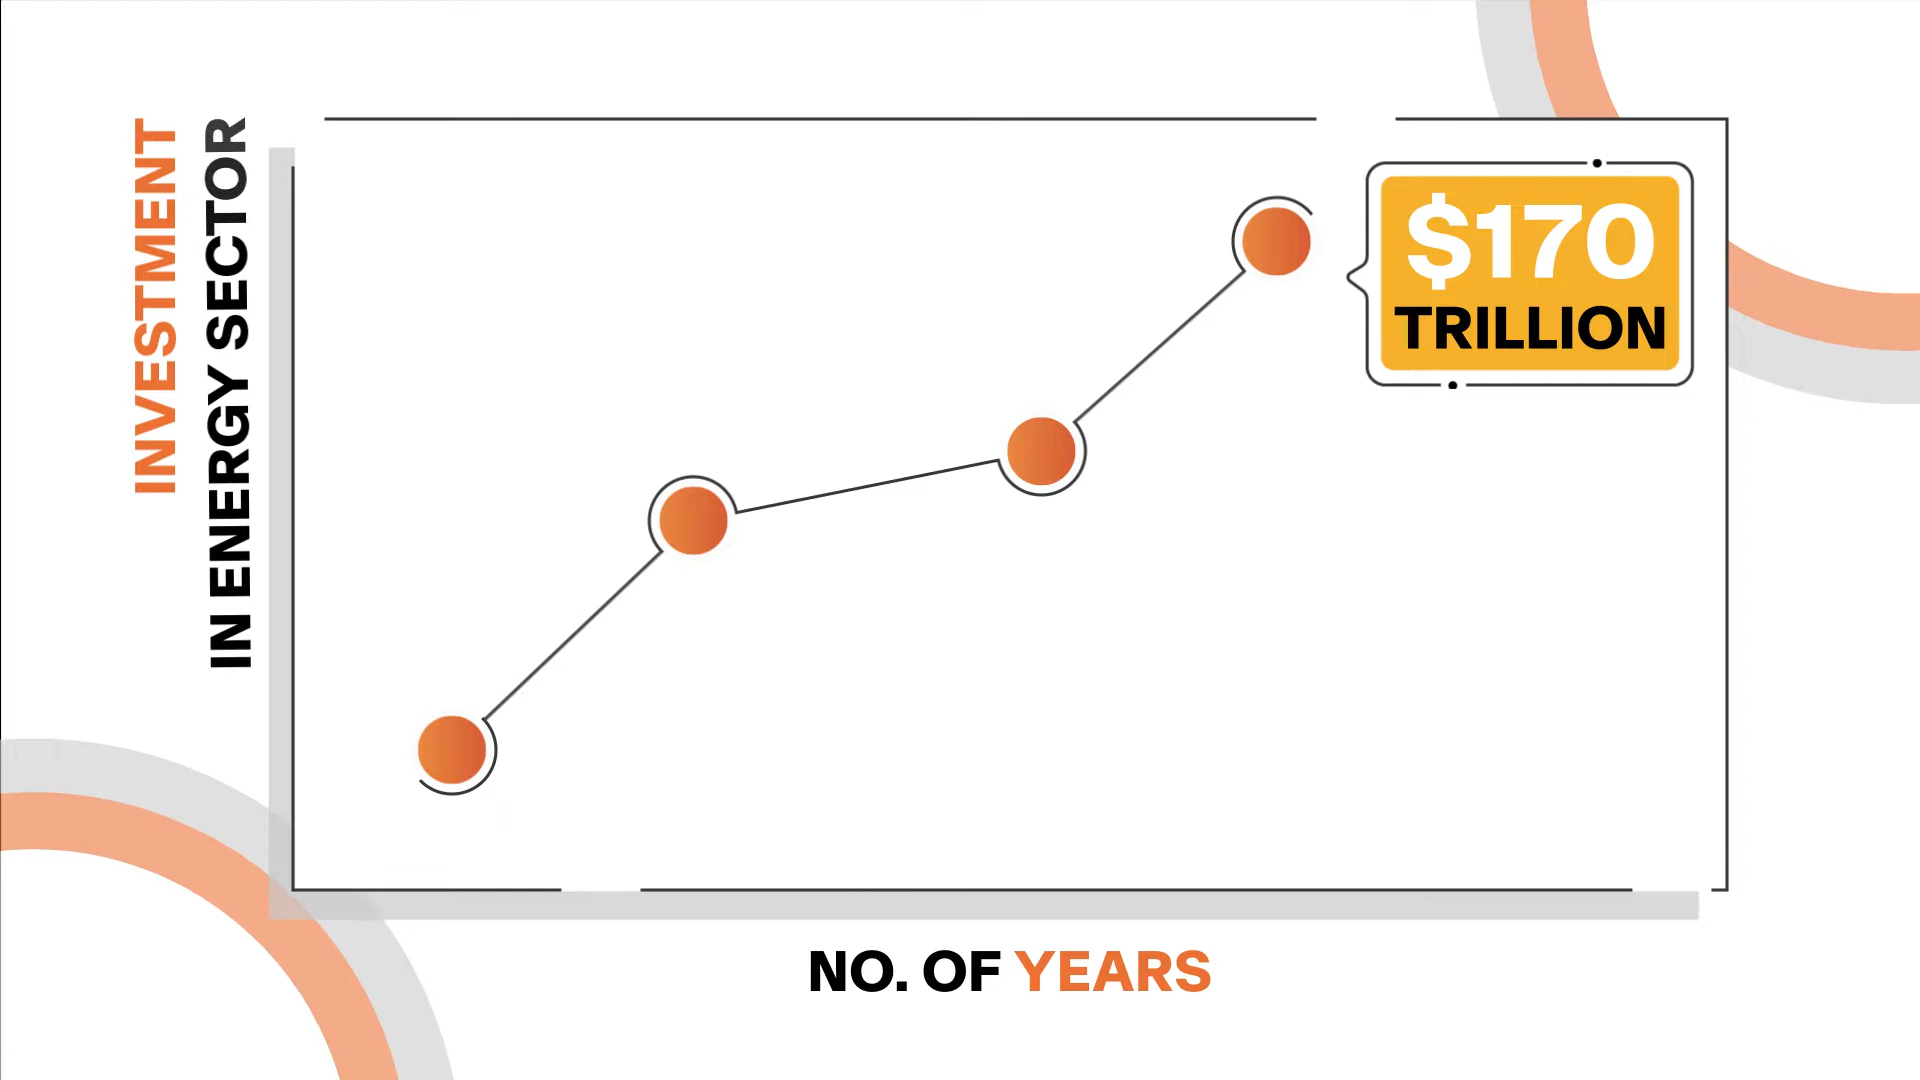 INVESTMENT
IN ENERGY SECTOR
$170
TRILLION
NO. OF YEARS